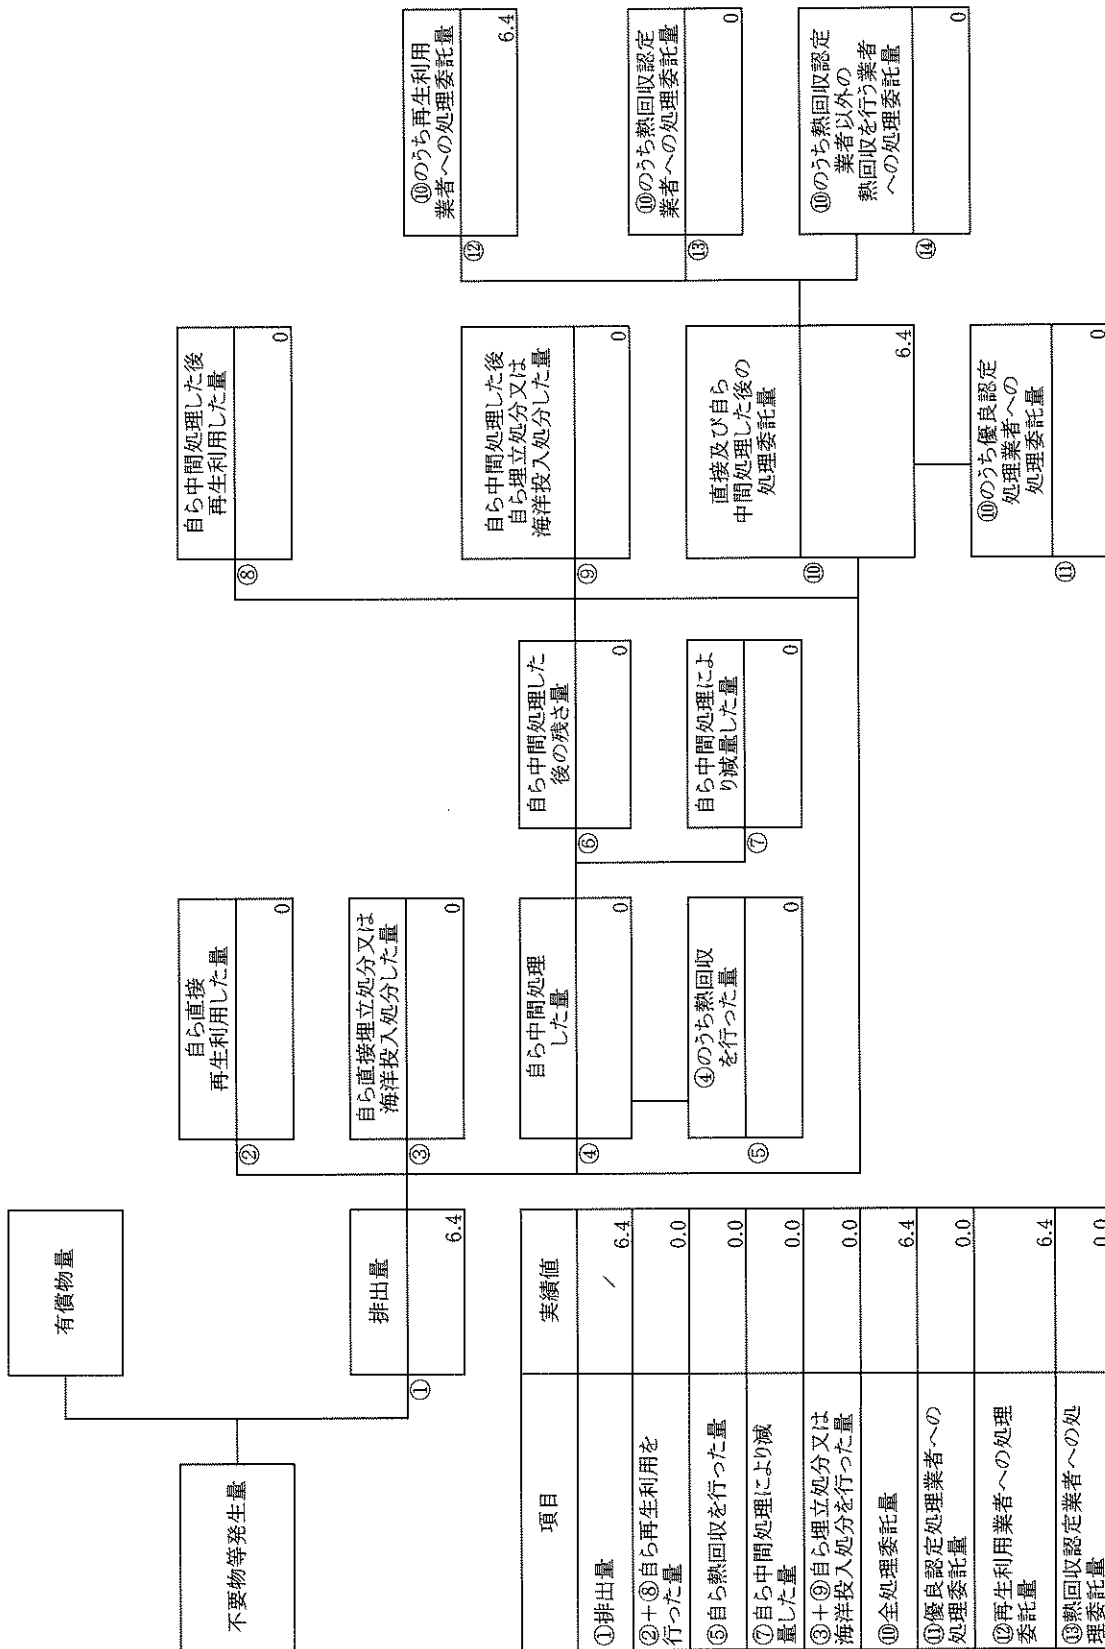 不要物等発生量
有償物量
排出量
①
6.4
自ら直接
再生利用した量
②
0
自ら直接埋立処分又は
海洋投入処分した量
③
0
自ら中間処理
した量
④
0
④のうち熱回収
を行った量
⑤
0
自ら中間処理した
後の残さ量
⑥
0
自ら中間処理によ
り減量した量
⑦
0
自ら中間処理した後
再生利用した量
⑧
0
自ら中間処理した後
自ら埋立処分又は
海洋投入処分した量
⑨
0
直接及び自ら
中間処理した後の
処理委託量
⑩
6.4
⑩のうち優良認定
処理業者への
処理委託量
⑪
0
⑩のうち再生利用
業者への処理委託量
⑫
6.4
⑩のうち熱回収認定
業者への処理委託量
⑬
0
⑩のうち熱回収認定
業者以外の
熱回収を行う業者
への処理委託量
⑭
0
項目 実績値
①排出量 6.4
②+⑧自ら再生利用を
行った量 0.0
⑤自ら熱回収を行った量 0.0
⑦自ら中間処理により減
量した量 0.0
③+⑨自ら埋立処分又は
海洋投入処分を行った量 0.0
⑩全処理委託量 6.4
⑪優良認定処理業者への
処理委託量 0.0
⑫再生利用業者への処理
委託量 6.4
⑬熱回収認定業者への処
理委託量 0.0